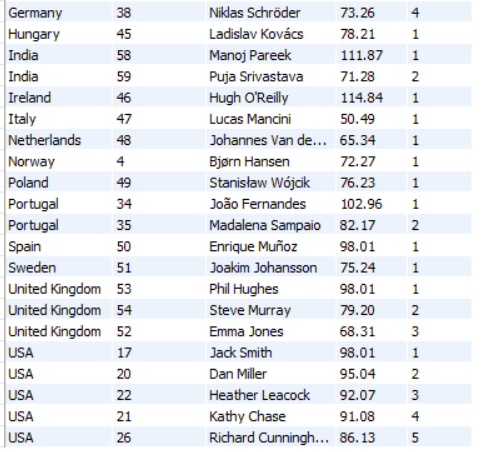 Germany 38 Niklas Schröder 73.26 4
Hungary 45 Ladislav Kovács 78.21 1
India 58 Manoj Pareek 111.87 1
India 59 Puja Srivastava 71.28 2
Ireland 46 Hugh O'Reilly 114.84 1
Italy 47 Lucas Mancini 50.49 1
Netherlands 48 Johannes Van de... 65.34 1
Norway 4 Bjørn Hansen 72.27 1
Poland 49 Stanisław Wójcik 76.23 1
Portugal 34 João Fernandes 102.96 1
Portugal 35 Madalena Sampaio 82.17 2
Spain 50 Enrique Muñoz 98.01 1
Sweden 51 Joakim Johansson 75.24 1
United Kingdom 53 Phil Hughes 98.01 1
United Kingdom 54 Steve Murray 79.20 2
United Kingdom 52 Emma Jones 68.31 3
USA 17 Jack Smith 98.01 1
USA 20 Dan Miller 95.04 2
USA 22 Heather Leacock 92.07 3
USA 21 Kathy Chase 91.08 4
USA 26 Richard Cunningh... 86.13 5